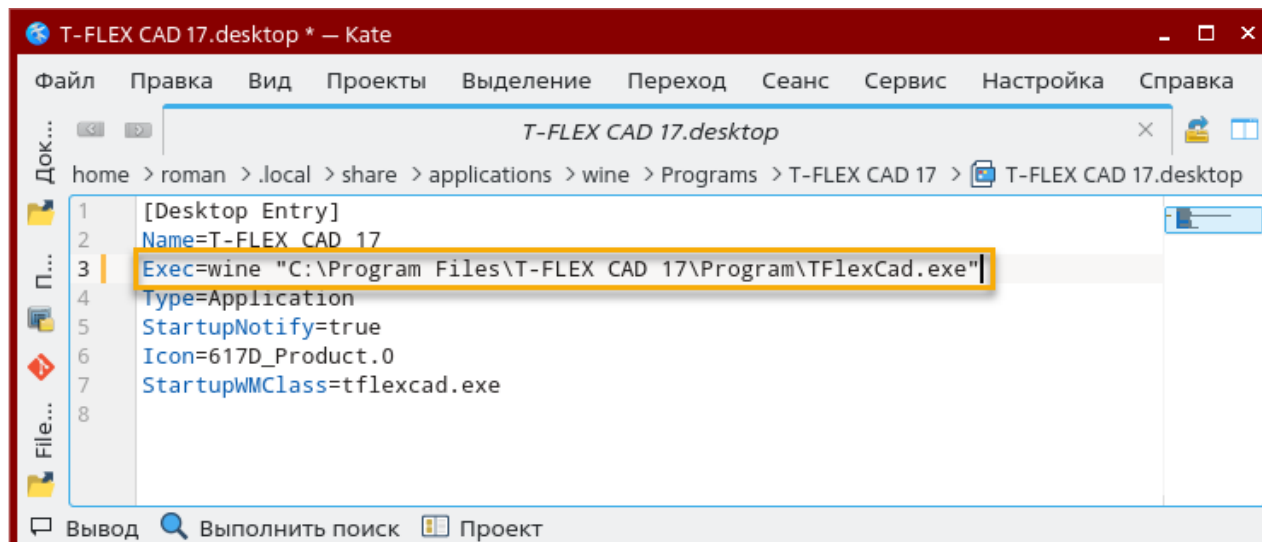 T-FLEX CAD 17.desktop * — Kate
Файл Правка Вид Проекты Выделение Переход Сеанс Сервис Настройка Справка
Док...
T-FLEX CAD 17.desktop
home > roman > .local > share > applications > wine > Programs > T-FLEX CAD 17 > T-FLEX CAD 17.desktop
1 [Desktop Entry]
2 Name=T-FLEX CAD 17
П...
3 Exec=wine "C:\Program Files\T-FLEX CAD 17\Program\TFlexCad.exe"
4 Type=Application
5 StartupNotify=true
6 Icon=617D_Product.0
7 StartupWMClass=tflexcad.exe
8
File...
Вывод Выполнить поиск Проект